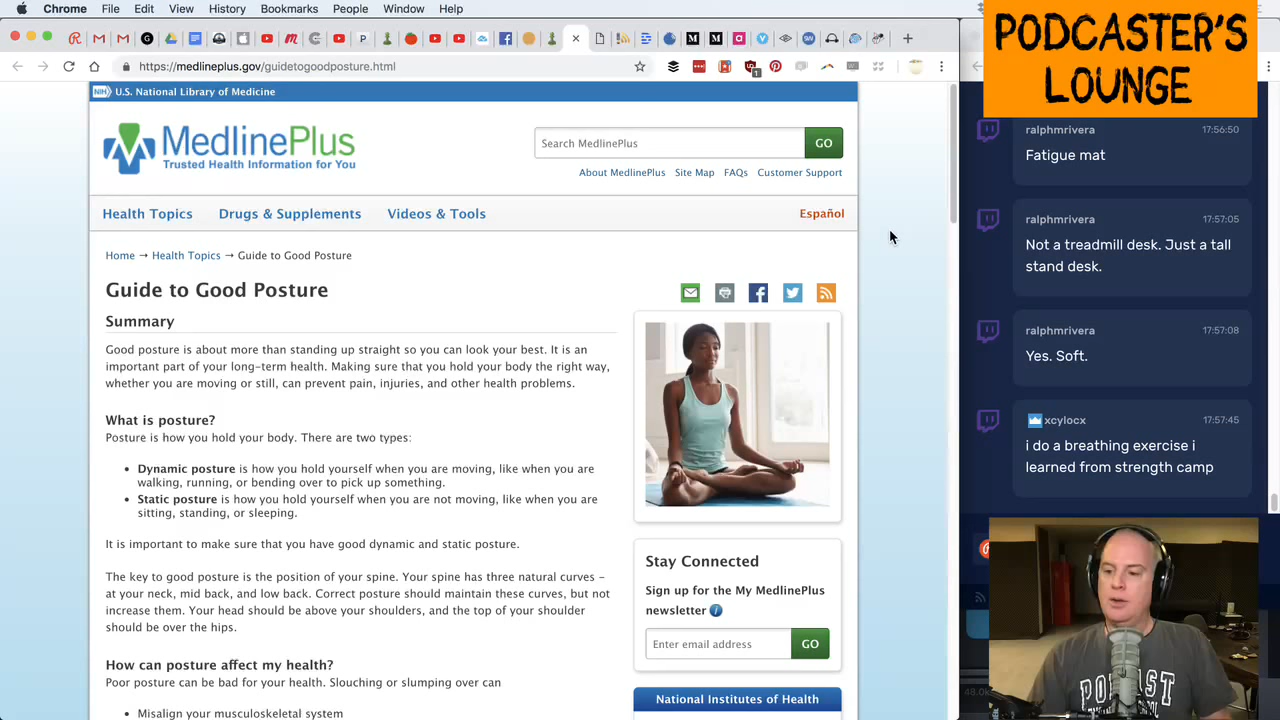 Chrome File Edit View History Bookmarks People Window Help
https://medlineplus.gov/guidetogoodposture.html
1
NIH U.S. National Library of Medicine
MedlinePlus
Trusted Health Information for You
Search MedlinePlus GO
About MedlinePlus Site Map FAQs Customer Support
Health Topics Drugs & Supplements Videos & Tools Español
Home → Health Topics → Guide to Good Posture
Guide to Good Posture
Summary
Good posture is about more than standing up straight so you can look your best. It is an
important part of your long-term health. Making sure that you hold your body the right way,
whether you are moving or still, can prevent pain, injuries, and other health problems.
What is posture?
Posture is how you hold your body. There are two types:
• Dynamic posture is how you hold yourself when you are moving, like when you are
walking, running, or bending over to pick up something.
• Static posture is how you hold yourself when you are not moving, like when you are
sitting, standing, or sleeping.
It is important to make sure that you have good dynamic and static posture.
The key to good posture is the position of your spine. Your spine has three natural curves -
at your neck, mid back, and low back. Correct posture should maintain these curves, but not
increase them. Your head should be above your shoulders, and the top of your shoulder
should be over the hips.
How can posture affect my health?
Poor posture can be bad for your health. Slouching or slumping over can
• Misalign your musculoskeletal system
Stay Connected
Sign up for the My MedlinePlus
newsletter i
Enter email address GO
National Institutes of Health
PODCASTER'S
LOUNGE
ralphmrivera 17:56:50
Fatigue mat
ralphmrivera 17:57:05
Not a treadmill desk. Just a tall
stand desk.
ralphmrivera 17:57:08
Yes. Soft.
xcylocx 17:57:45
i do a breathing exercise i
learned from strength camp